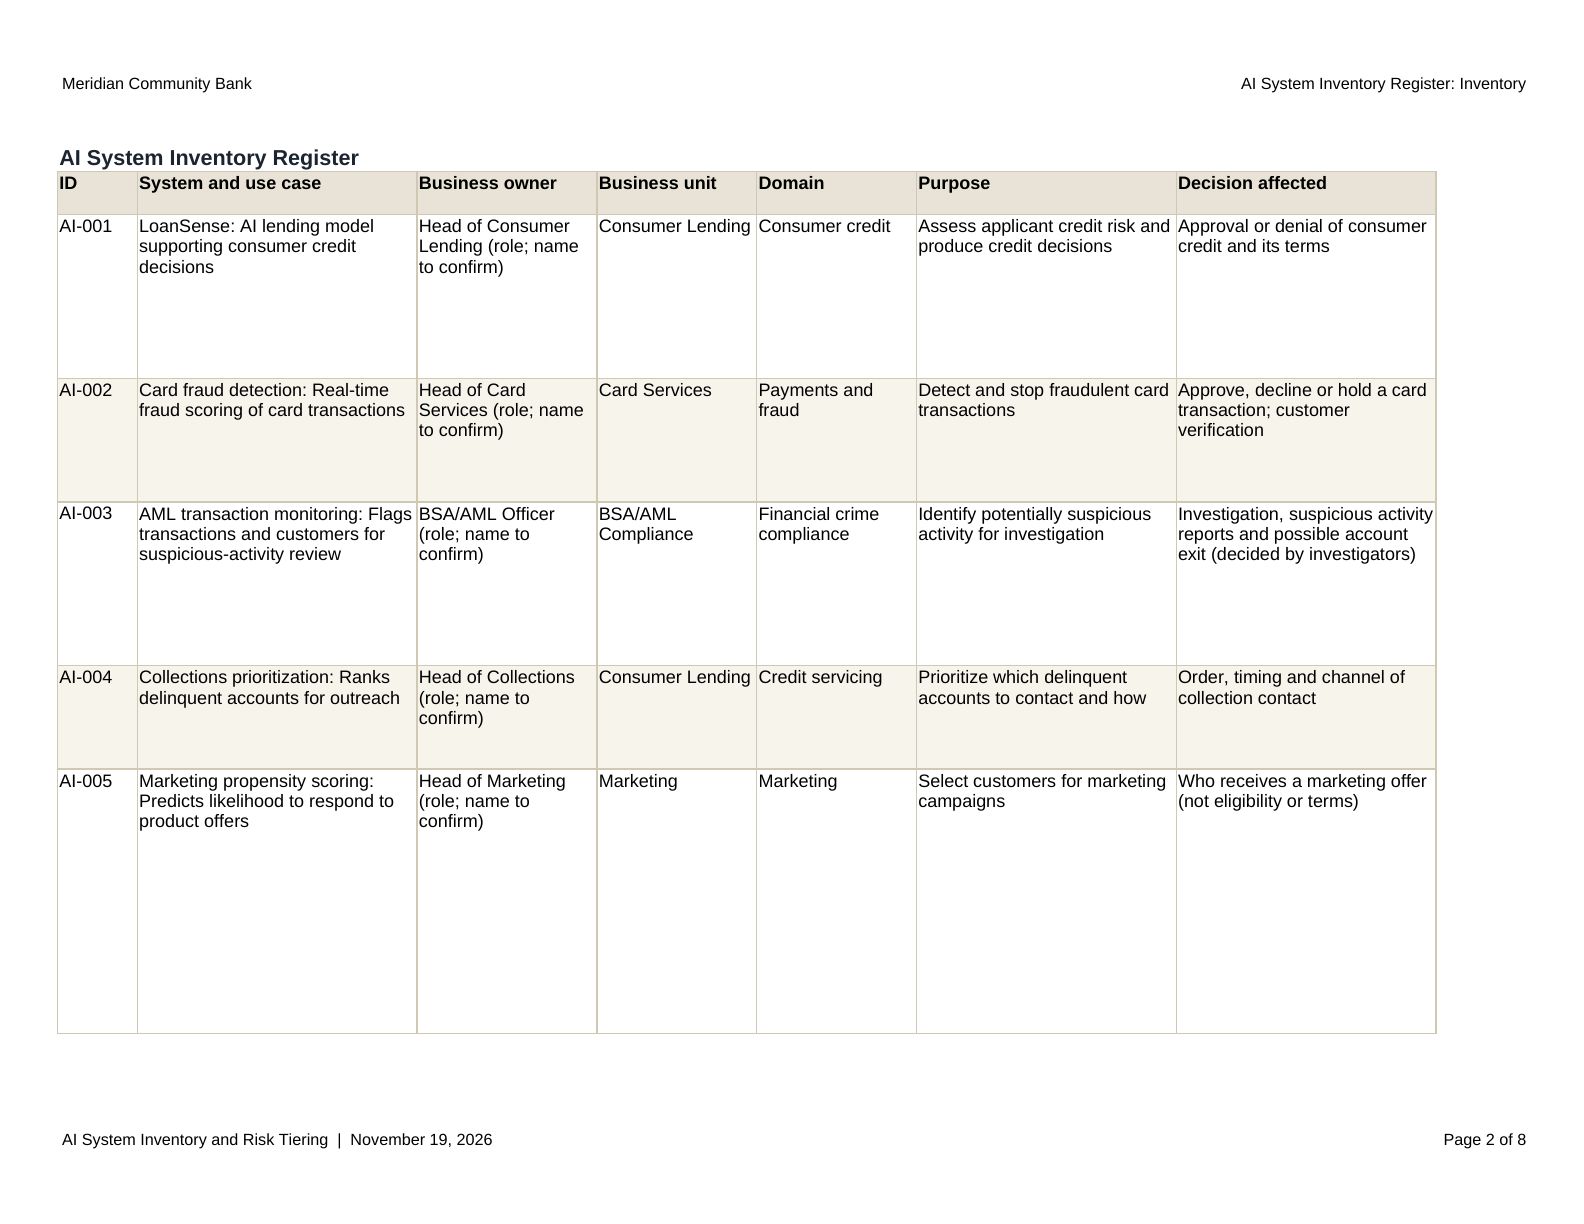 Meridian Community Bank
AI System Inventory Register: Inventory
AI System Inventory Register
ID
System and use case
Business owner
Business unit
Domain
Purpose
Decision affected
AI-001
LoanSense: AI lending model
supporting consumer credit
decisions
Head of Consumer
Lending (role; name
to confirm)
Consumer Lending
Consumer credit
Assess applicant credit risk and
produce credit decisions
Approval or denial of consumer
credit and its terms
AI-002
Card fraud detection: Real-time
fraud scoring of card transactions
Head of Card
Services (role; name
to confirm)
Card Services
Payments and
fraud
Detect and stop fraudulent card
transactions
Approve, decline or hold a card
transaction; customer
verification
AI-003
AML transaction monitoring: Flags
transactions and customers for
suspicious-activity review
BSA/AML Officer
(role; name to
confirm)
BSA/AML
Compliance
Financial crime
compliance
Identify potentially suspicious
activity for investigation
Investigation, suspicious activity
reports and possible account
exit (decided by investigators)
AI-004
Collections prioritization: Ranks
delinquent accounts for outreach
Head of Collections
(role; name to
confirm)
Consumer Lending
Credit servicing
Prioritize which delinquent
accounts to contact and how
Order, timing and channel of
collection contact
AI-005
Marketing propensity scoring:
Predicts likelihood to respond to
product offers
Head of Marketing
(role; name to
confirm)
Marketing
Marketing
Select customers for marketing
campaigns
Who receives a marketing offer
(not eligibility or terms)
AI System Inventory and Risk Tiering | November 19, 2026
Page 2 of 8